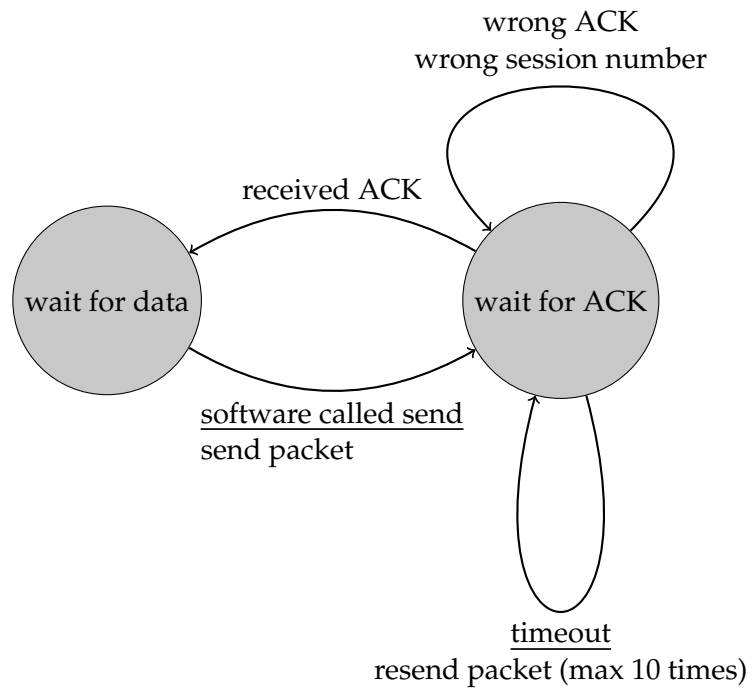 wrong ACK
wrong session number
received ACK
wait for data
wait for ACK
software called send
send packet
timeout
resend packet (max 10 times)